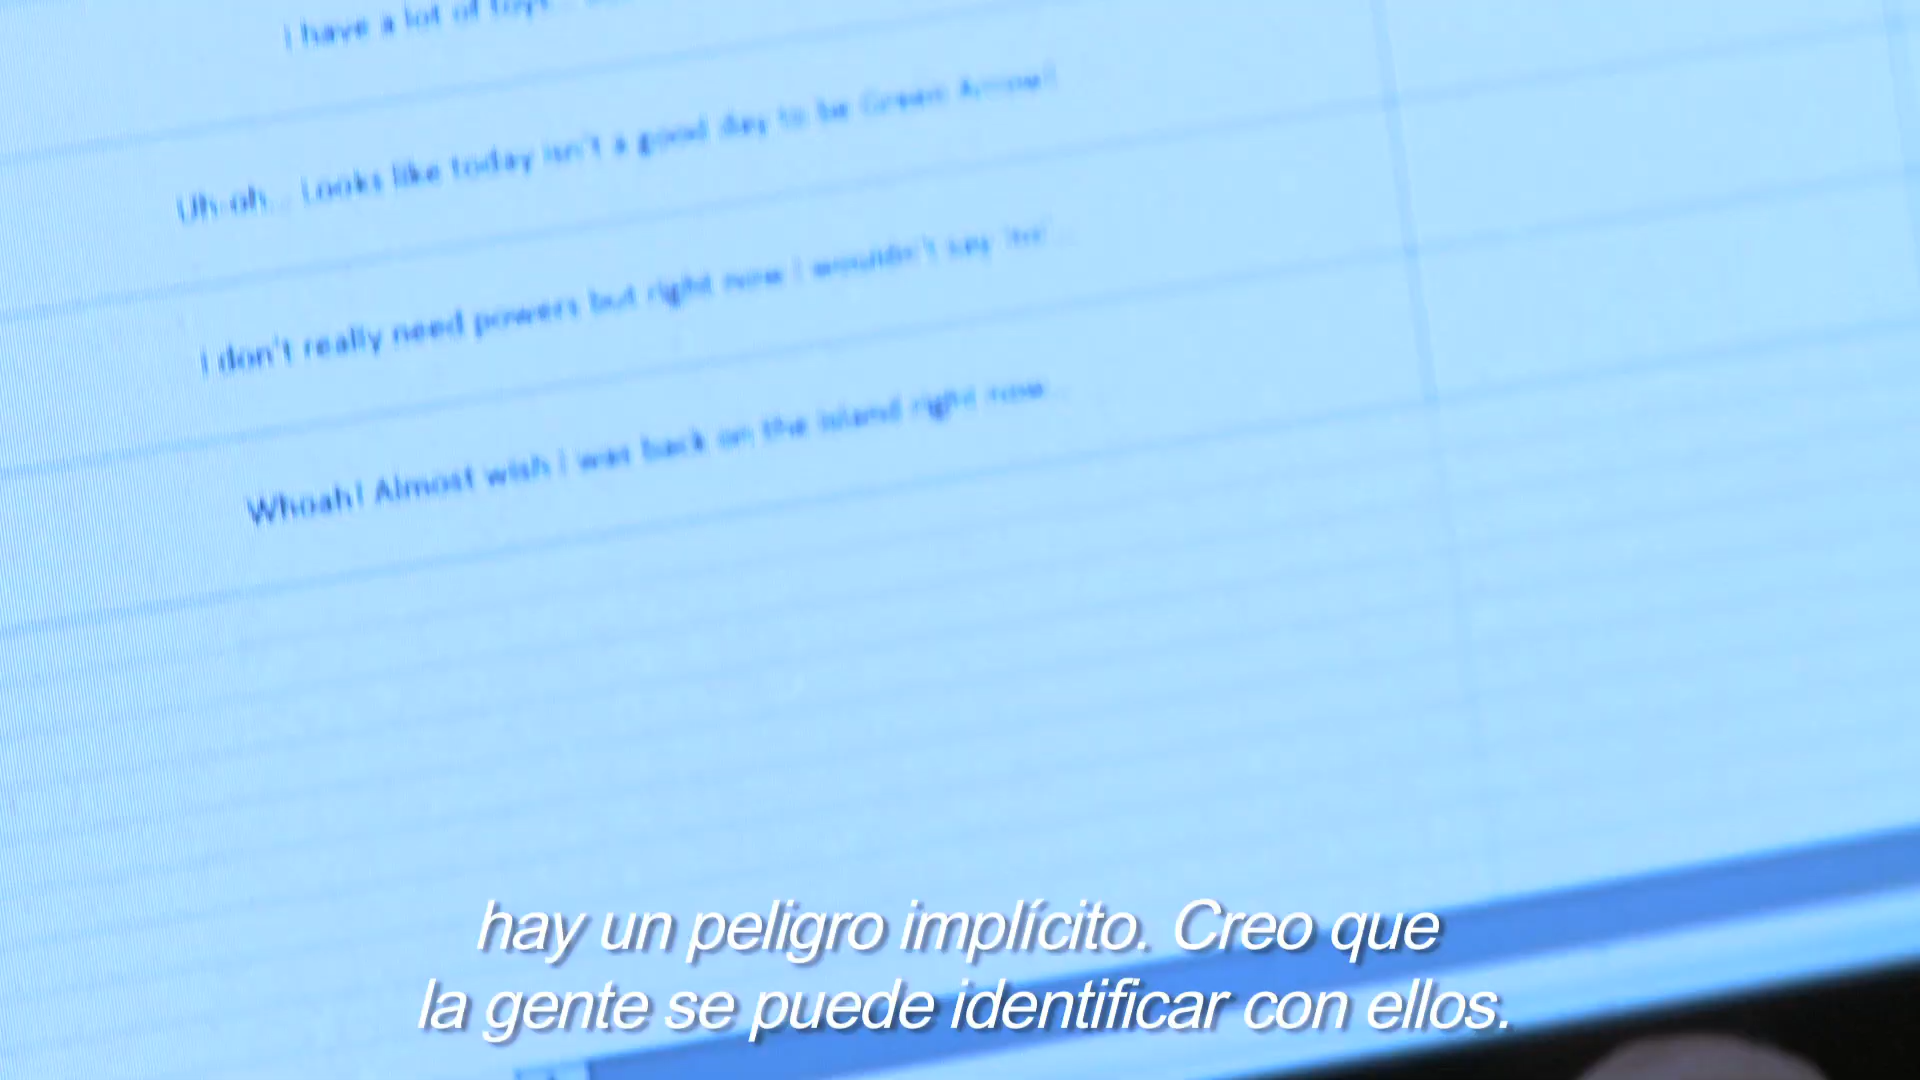 I have a lot of toys...
Uh-oh... Looks like today isn't a good day to be Green Arrow!
I don't really need powers but right now I wouldn't say 'no'...
Whoah! Almost wish I was back on the island right now...
hay un peligro implícito. Creo que
la gente se puede identificar con ellos.